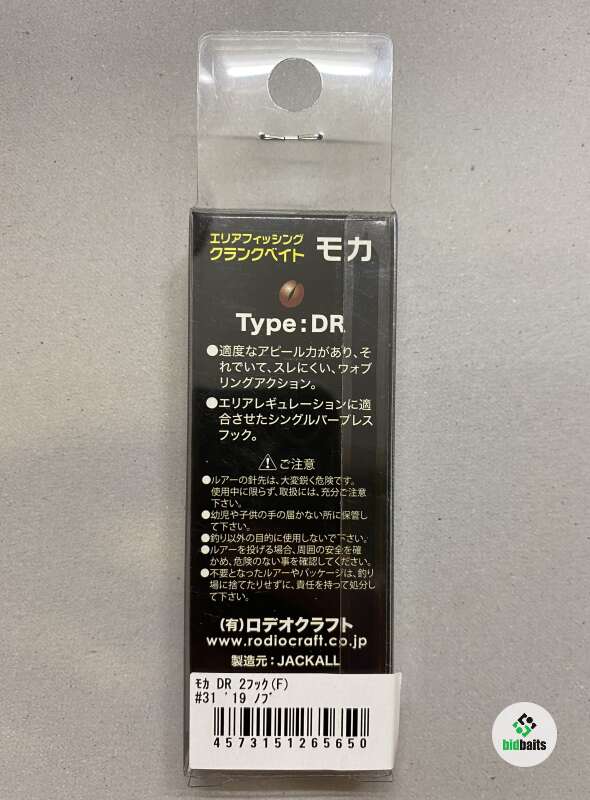 エリアフィッシング
クランクベイト モカ
Type:DR
●適度なアピール力があり、そ
れでいて、スレにくい、ウォブ
リングアクション。
●エリアレギュレーションに適
合させたシングルバーブレス
フック。
ご注意
●ルアーの針先は、大変鋭く危険です。
使用中に限らず、取扱には、充分ご注意
下さい。
●幼児や子供の手の届かない所に保管し
て下さい。
●釣り以外の目的に使用しないで下さい。
●ルアーを投げる場合、周囲の安全を確
かめ、危険のない事を確認してください。
●不要となったルアーやパッケージは、釣り
場に捨てたりせずに、責任を持って処分し
て下さい。
(有)ロデオクラフト
www.rodiocraft.co.jp
製造元:JACKALL
ﾓｶ DR 2ﾌｯｸ(F)
#31 '19 ﾉﾌﾞ
4573151265650
bidbaits